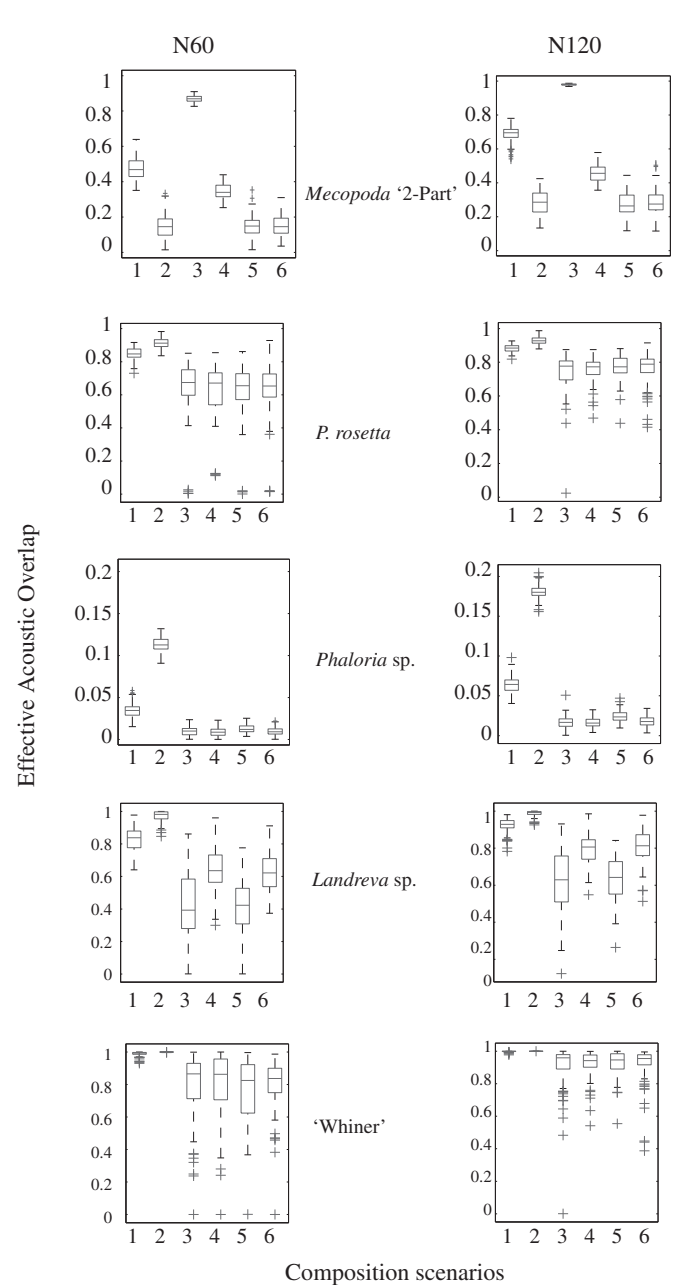 N60 N120
1 1
0.8 0.8
0.6 0.6
0.4 Mecopoda '2-Part' 0.4
0.2 0.2
0 0
1 2 3 4 5 6 1 2 3 4 5 6
1 1
0.8 0.8
0.6 0.6
0.4 P. rosetta 0.4
0.2 0.2
0 0
1 2 3 4 5 6 1 2 3 4 5 6
Effective Acoustic Overlap
0.2 0.2
0.15 0.15
0.1 Phaloria sp. 0.1
0.05 0.05
0 0
1 2 3 4 5 6 1 2 3 4 5 6
1 1
0.8 0.8
0.6 Landreva sp. 0.6
0.4 0.4
0.2 0.2
0 0
1 2 3 4 5 6 1 2 3 4 5 6
1 1
0.8 0.8
0.6 'Whiner' 0.6
0.4 0.4
0.2 0.2
0 0
1 2 3 4 5 6 1 2 3 4 5 6
Composition scenarios